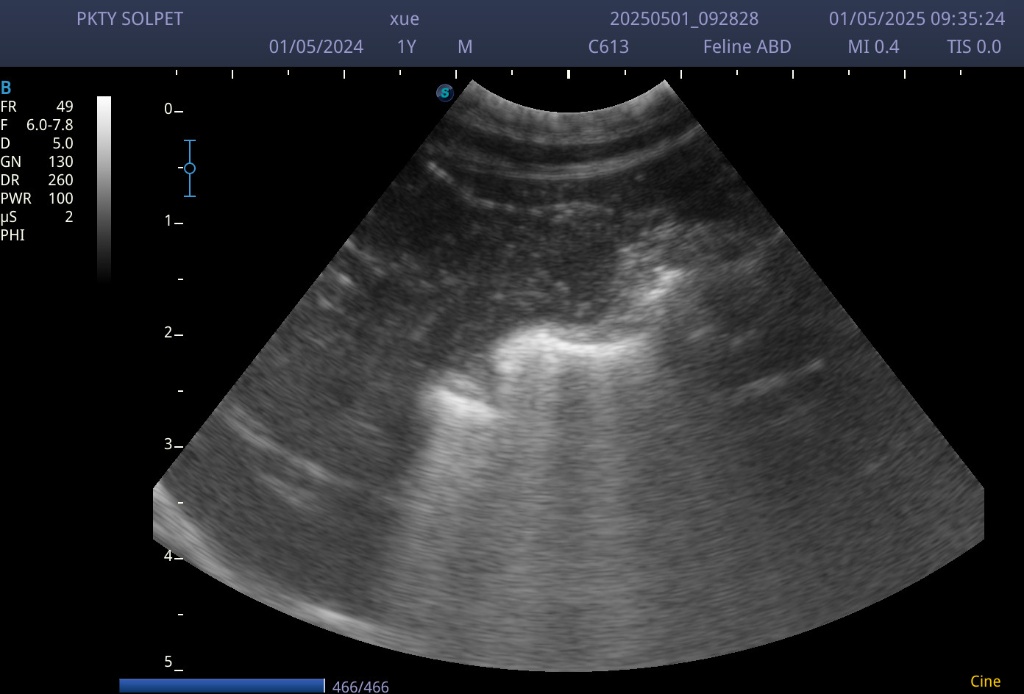 PKTY SOLPET xue 20250501_092828 01/05/2025 09:35:24
01/05/2024 1Y M C613 Feline ABD MI 0.4 TIS 0.0
B
FR 49
F 6.0-7.8
D 5.0
GN 130
DR 260
PWR 100
µS 2
PHI
S
0
1
2
3
4
5
466/466
Cine